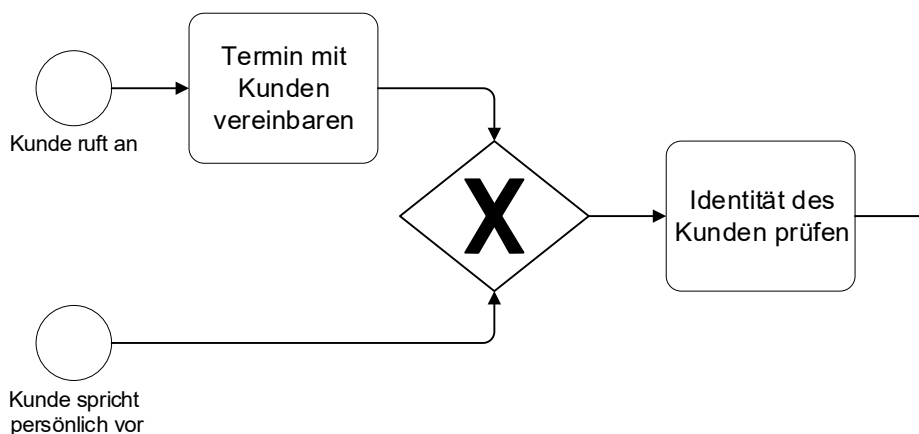 Termin mit
Kunden
vereinbaren
Kunde ruft an
X
Identität des
Kunden prüfen
Kunde spricht
persönlich vor